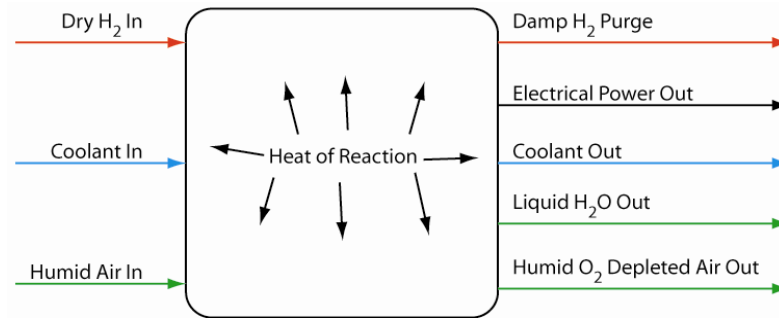 Dry H₂ In
Damp H₂ Purge
Electrical Power Out
Coolant In
Heat of Reaction
Coolant Out
Liquid H₂O Out
Humid Air In
Humid O₂ Depleted Air Out